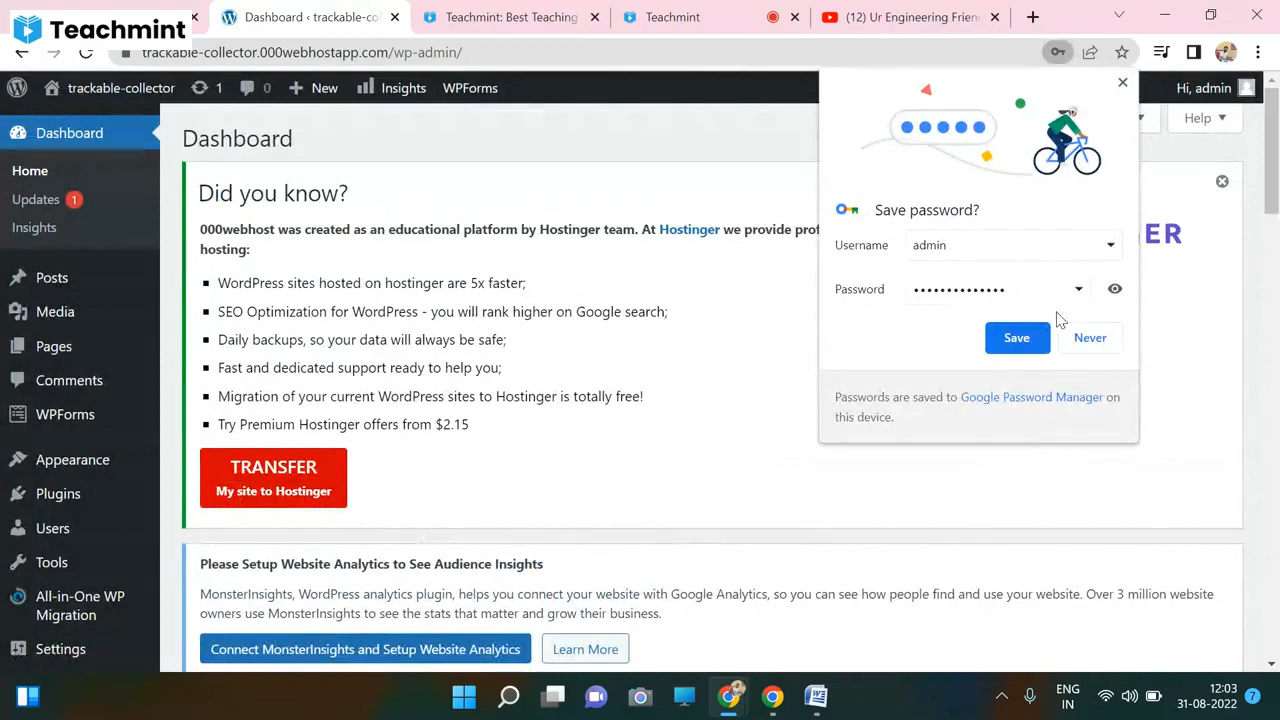 Teachmint
Dashboard ‹ trackable-col
Teachmint: Best Teaching
Teachmint
(12) Ur Engineering Frien
trackable-collector.000webhostapp.com/wp-admin/
trackable-collector
1
0
New
Insights
WPForms
Hi, admin
Dashboard
Home
Updates 1
Insights
Posts
Media
Pages
Comments
WPForms
Appearance
Plugins
Users
Tools
All-in-One WP
Migration
Settings
Dashboard
Help
Did you know?
000webhost was created as an educational platform by Hostinger team. At Hostinger we provide prof
hosting:
WordPress sites hosted on hostinger are 5x faster;
SEO Optimization for WordPress - you will rank higher on Google search;
Daily backups, so your data will always be safe;
Fast and dedicated support ready to help you;
Migration of your current WordPress sites to Hostinger is totally free!
Try Premium Hostinger offers from $2.15
TRANSFER
My site to Hostinger
ER
Save password?
Username admin
Password ••••••••••••••
Save
Never
Passwords are saved to Google Password Manager on
this device.
Please Setup Website Analytics to See Audience Insights
MonsterInsights, WordPress analytics plugin, helps you connect your website with Google Analytics, so you can see how people find and use your website. Over 3 million website
owners use MonsterInsights to see the stats that matter and grow their business.
Connect MonsterInsights and Setup Website Analytics
Learn More
ENG
IN
12:03
31-08-2022
7